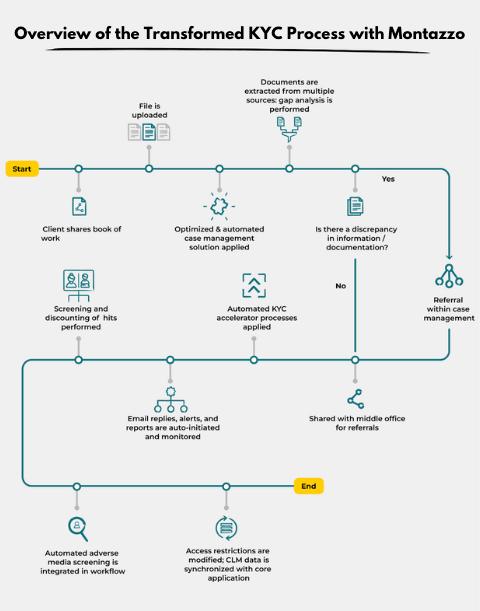 Overview of the Transformed KYC Process with Montazzo
Documents are
extracted from multiple
sources: gap analysis is
performed
File is
uploaded
Start
Yes
Client shares book of
work
Optimized & automated
case management
solution applied
Is there a discrepancy
in information /
documentation?
No
Referral
within case
management
Screening and
discounting of hits
performed
Automated KYC
accelerator processes
applied
Email replies, alerts, and
reports are auto-initiated
and monitored
Shared with middle office
for referrals
End
Automated adverse
media screening is
integrated in workflow
Access restrictions are
modified; CLM data is
synchronized with core
application